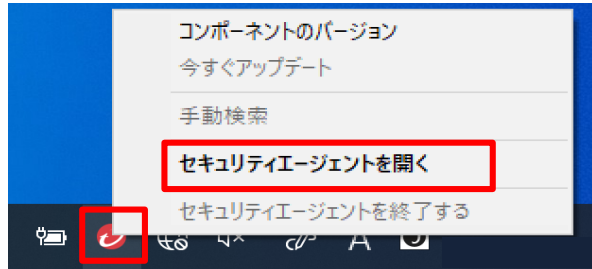 コンポーネントのバージョン
今すぐアップデート
手動検索
セキュリティエージェントを開く
セキュリティエージェントを終了する
A